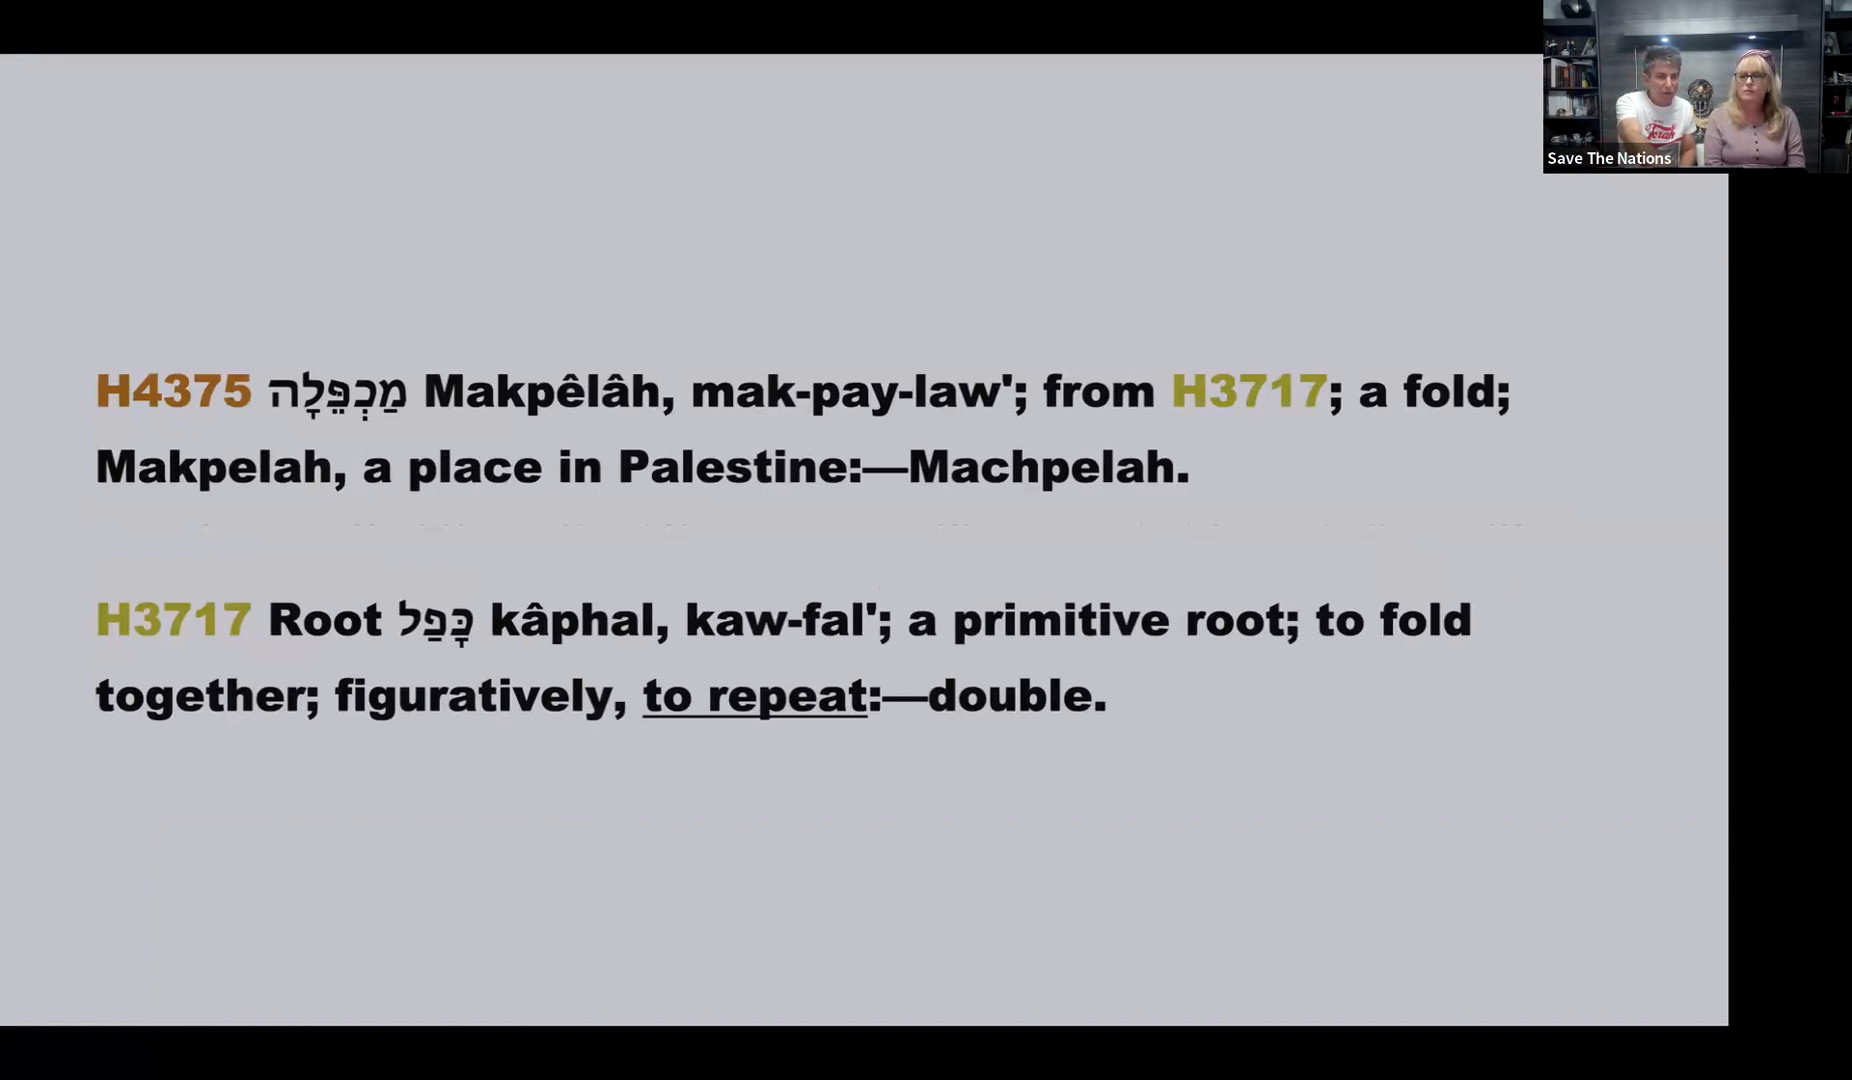 Save The Nations
Torah
H4375 מַכְפֵּלָה Makpêlâh, mak-pay-law'; from H3717; a fold;
Makpelah, a place in Palestine:—Machpelah.
H3717 Root כָּפַל kâphal, kaw-fal'; a primitive root; to fold
together; figuratively, to repeat:—double.